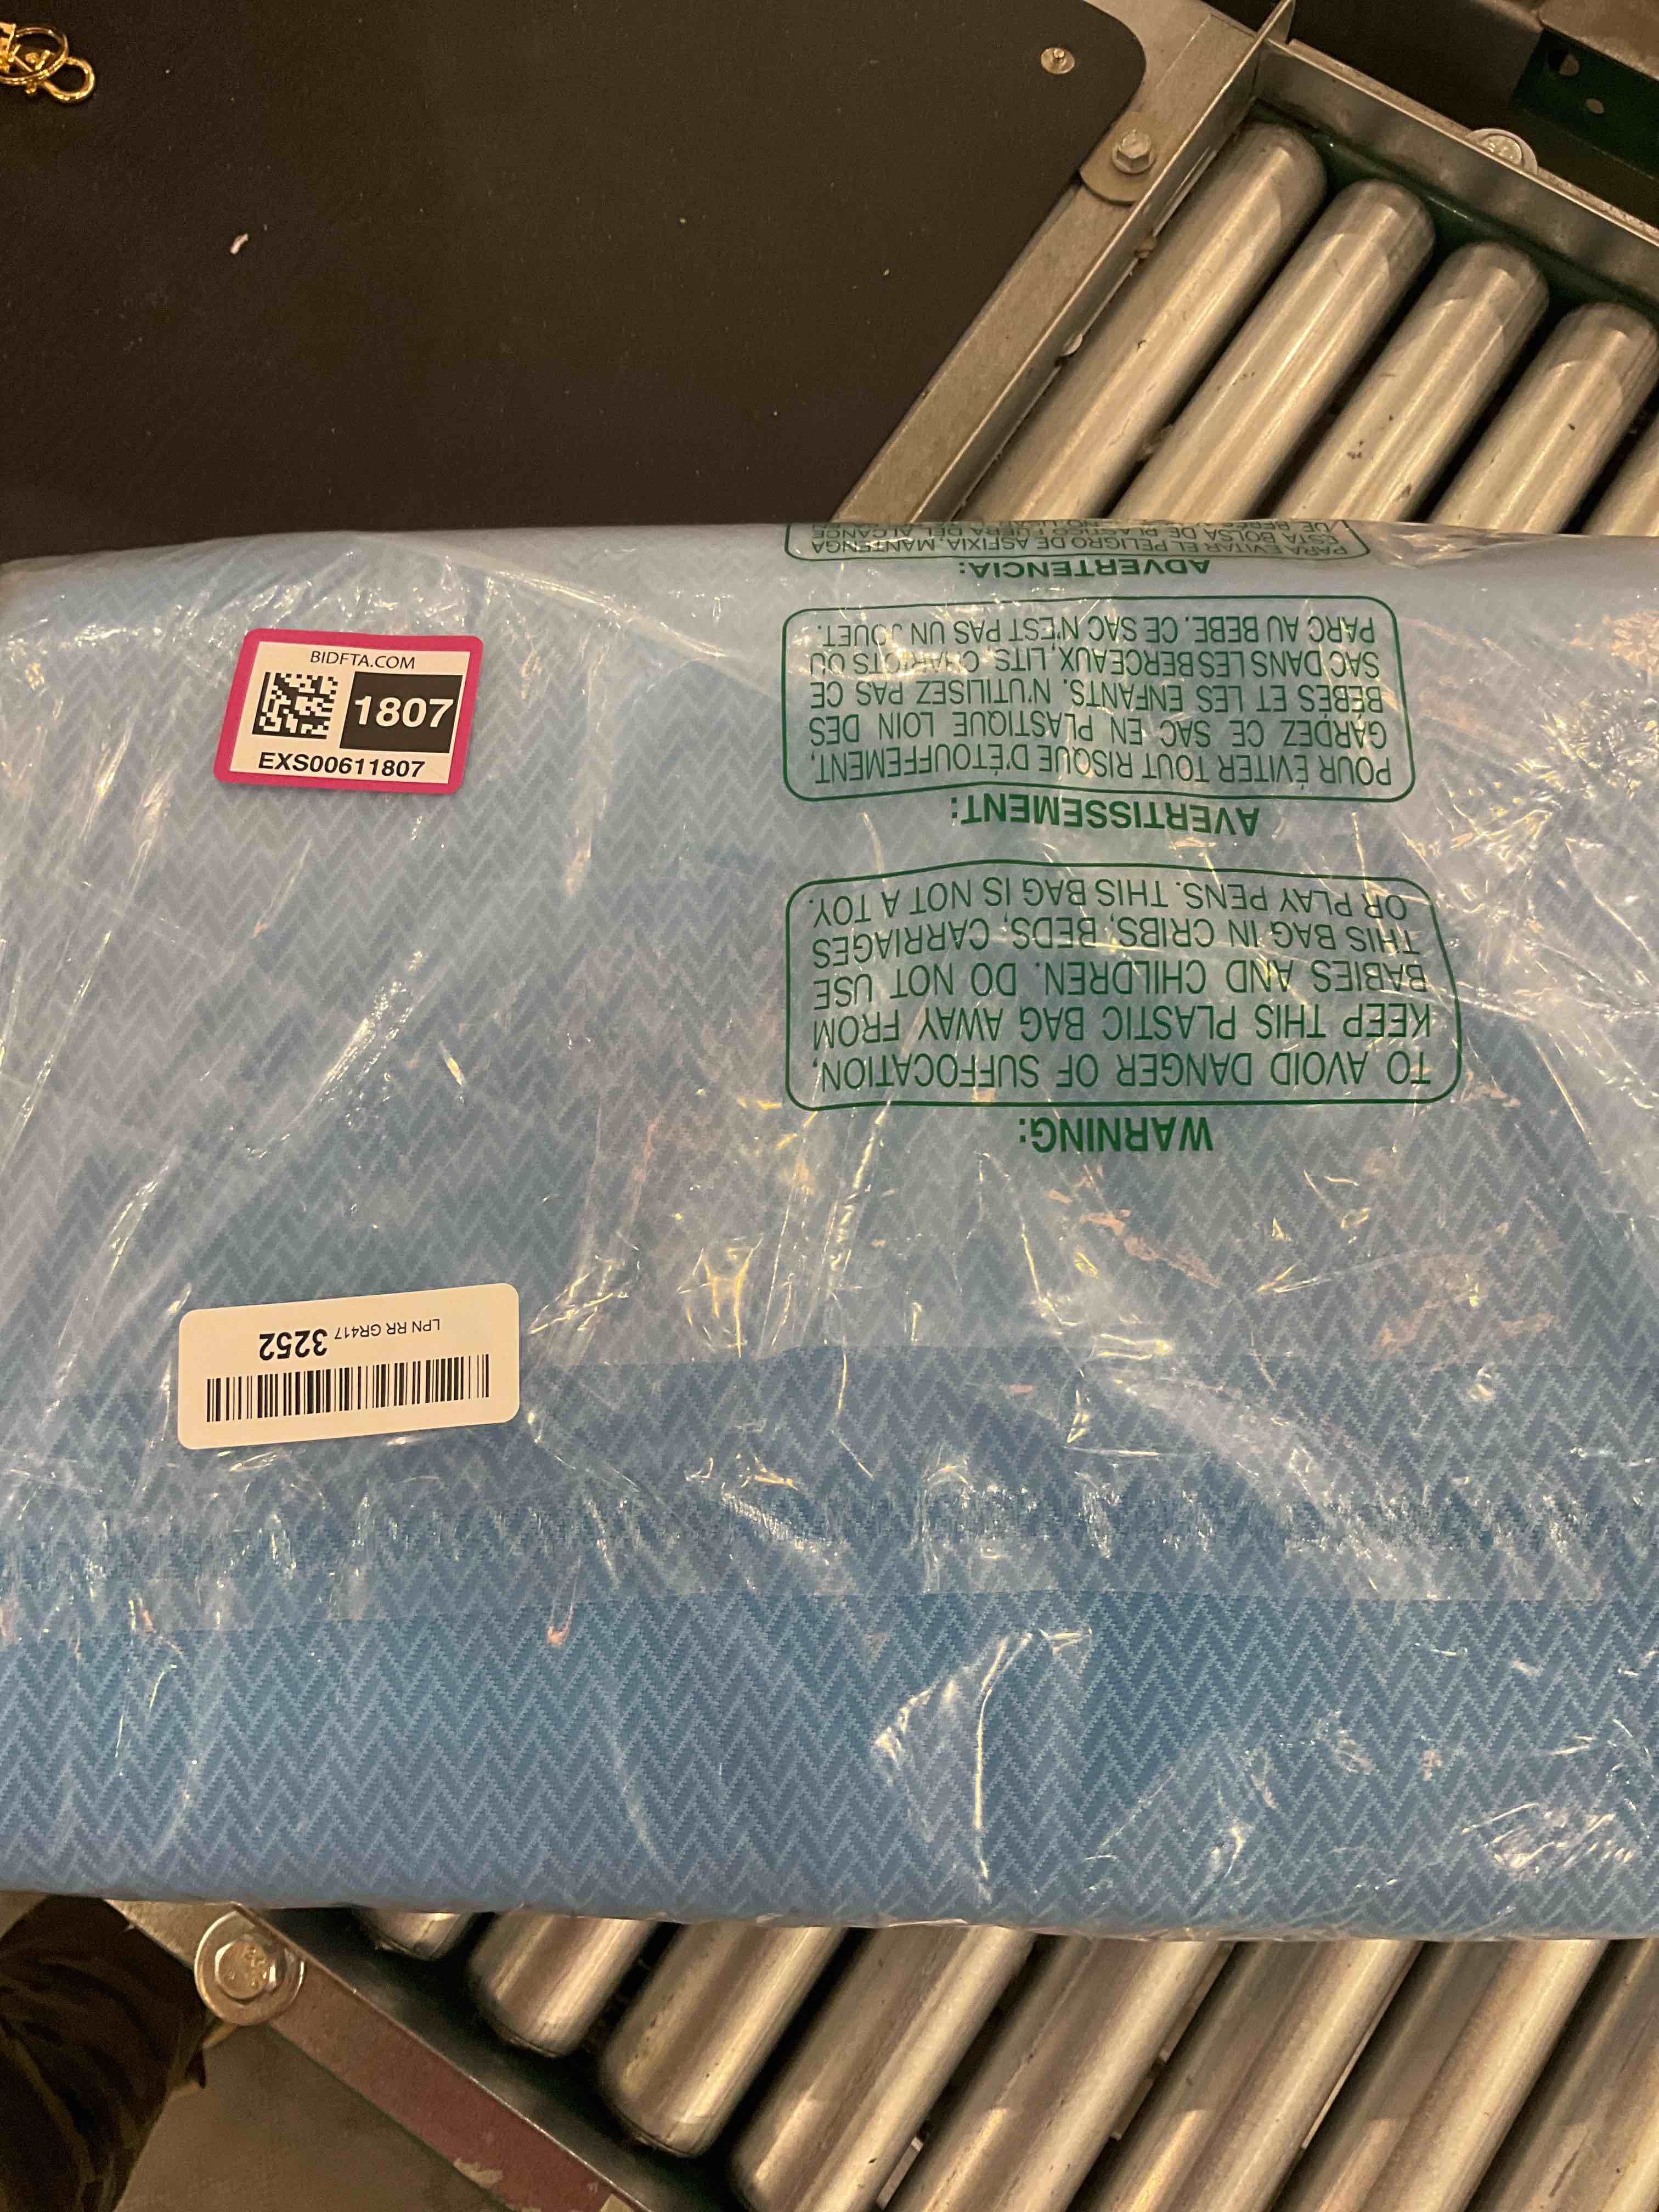 BIDFTA.COM
1807
EXS00611807
LPN RR GR417 3252
WARNING:
TO AVOID DANGER OF SUFFOCATION,
KEEP THIS PLASTIC BAG AWAY FROM
BABIES AND CHILDREN. DO NOT USE
THIS BAG IN CRIBS, BEDS, CARRIAGES
OR PLAY PENS. THIS BAG IS NOT A TOY.
AVERTISSEMENT:
POUR ÉVITER TOUT RISQUE D'ÉTOUFFEMENT,
GARDEZ CE SAC EN PLASTIQUE LOIN DES
BÉBÉS ET LES ENFANTS. N'UTILISEZ PAS CE
SAC DANS LES BERCEAUX, LITS, CHARIOTS OU
PARC AU BEBE. CE SAC N'EST PAS UN JOUET.
ADVERTENCIA:
PARA EVITAR EL PELIGRO DE ASFIXIA, MANTENGA
ESTA BOLSA DE PLASTICO FUERA DEL ALCANCE